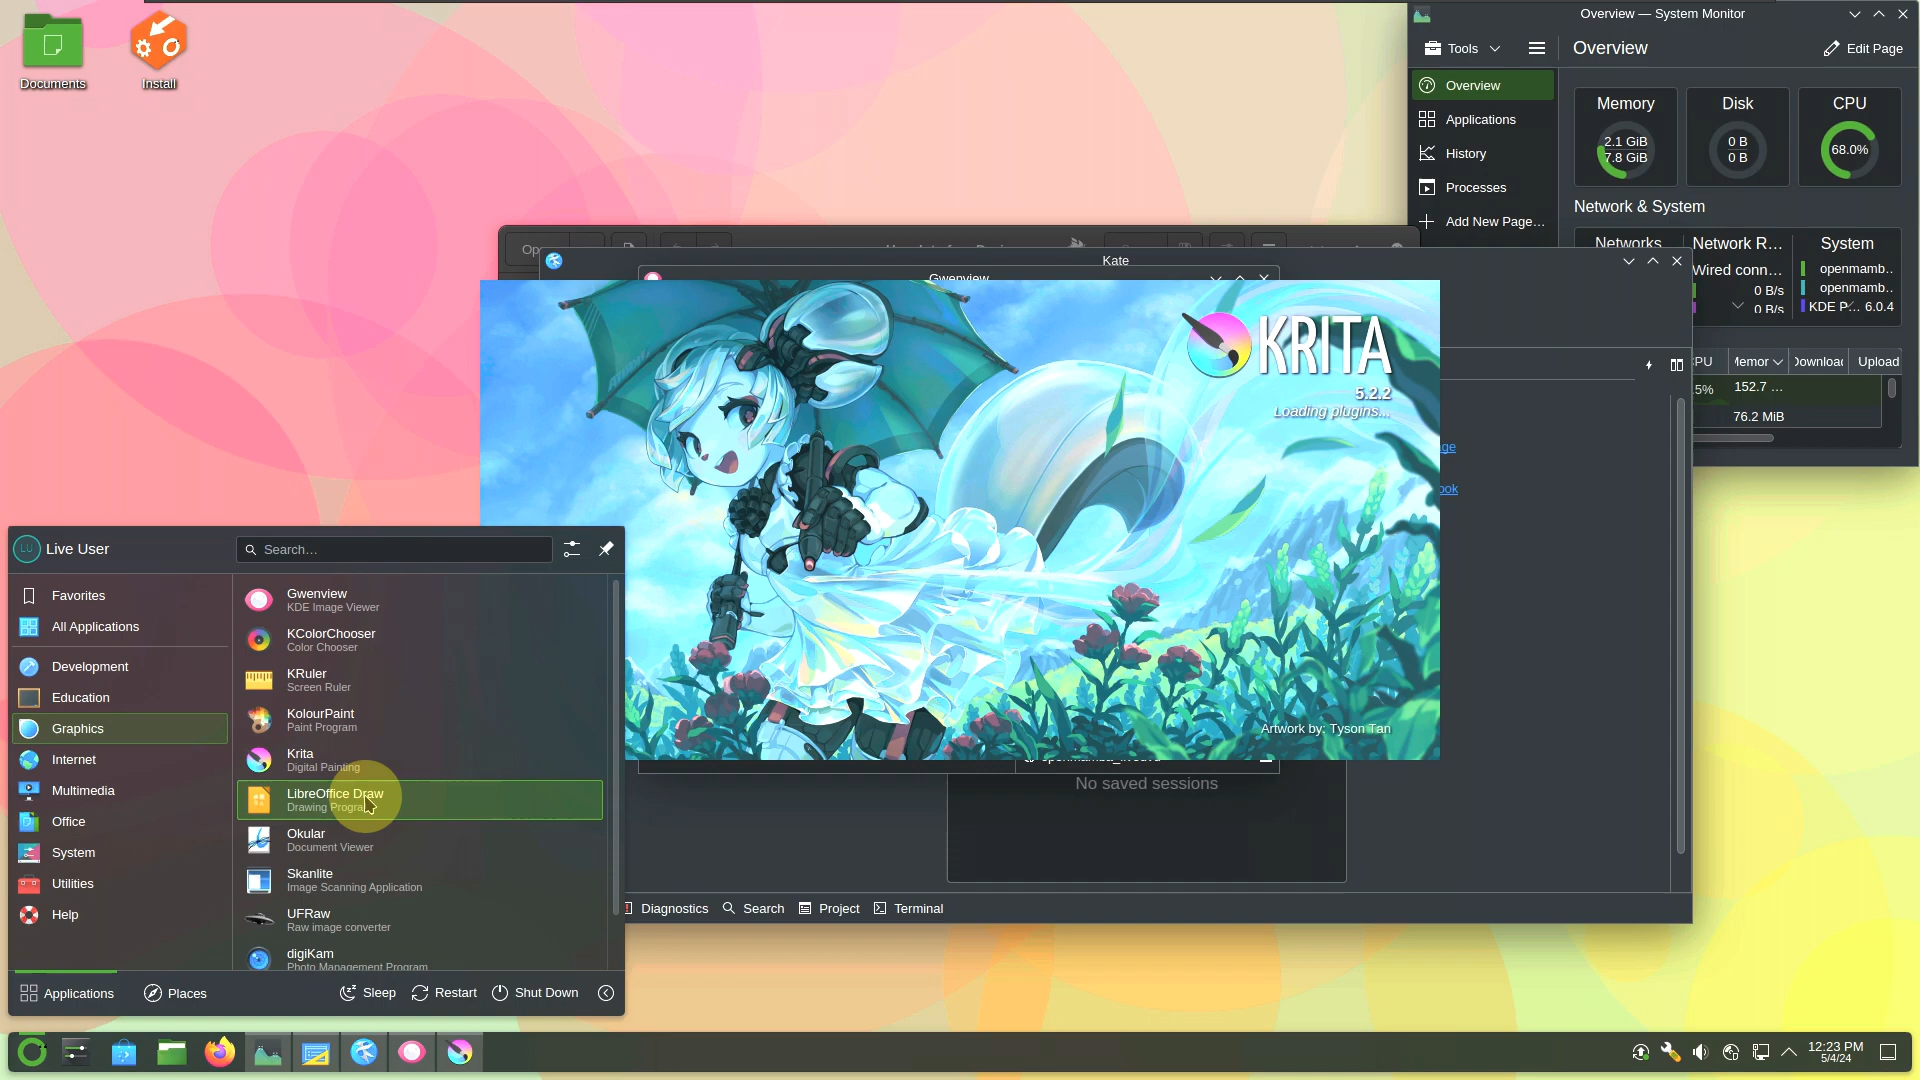 Documents
Install
Overview — System Monitor
Tools
Overview
Edit Page
Overview
Applications
History
Processes
Add New Page...
Memory
2.1 GiB
7.8 GiB
Disk
0 B
0 B
CPU
68.0%
Network & System
Networks
Network R...
System
Wired conn...
0 B/s
0 B/s
openmamb..
openmamb..
KDE P... 6.0.4
Upload
5%
152.7 ...
76.2 MiB
Kate
Gwenview
KRITA
5.2.2
Loading plugins...
Artwork by: Tyson Tan
No saved sessions
Diagnostics
Search
Project
Terminal
LU
Live User
Search...
Favorites
All Applications
Development
Education
Graphics
Internet
Multimedia
Office
System
Utilities
Help
Gwenview
KDE Image Viewer
KColorChooser
Color Chooser
KRuler
Screen Ruler
KolourPaint
Paint Program
Krita
Digital Painting
LibreOffice Draw
Drawing Program
Okular
Document Viewer
Skanlite
Image Scanning Application
UFRaw
Raw image converter
digiKam
Photo Management Program
Applications
Places
Sleep
Restart
Shut Down
12:23 PM
5/4/24